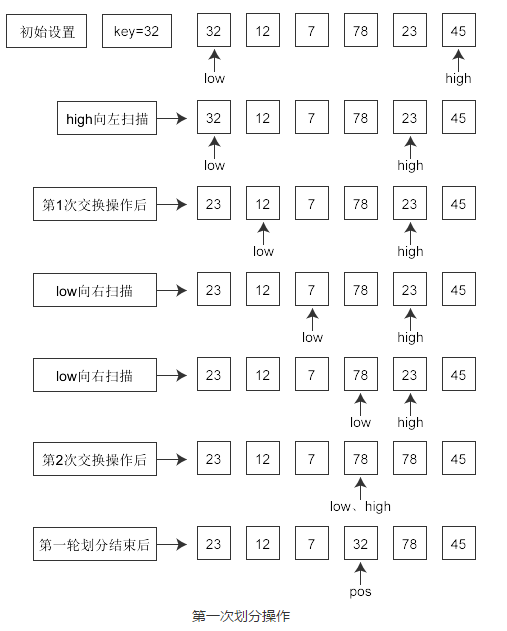 初始设置 key=32 32 12 7 78 23 45
low high
high向左扫描 32 12 7 78 23 45
low high
第1次交换操作后 23 12 7 78 23 45
low high
low向右扫描 23 12 7 78 23 45
low high
low向右扫描 23 12 7 78 23 45
low high
第2次交换操作后 23 12 7 78 78 45
low、high
第一轮划分结束后 23 12 7 32 78 45
pos
第一次划分操作